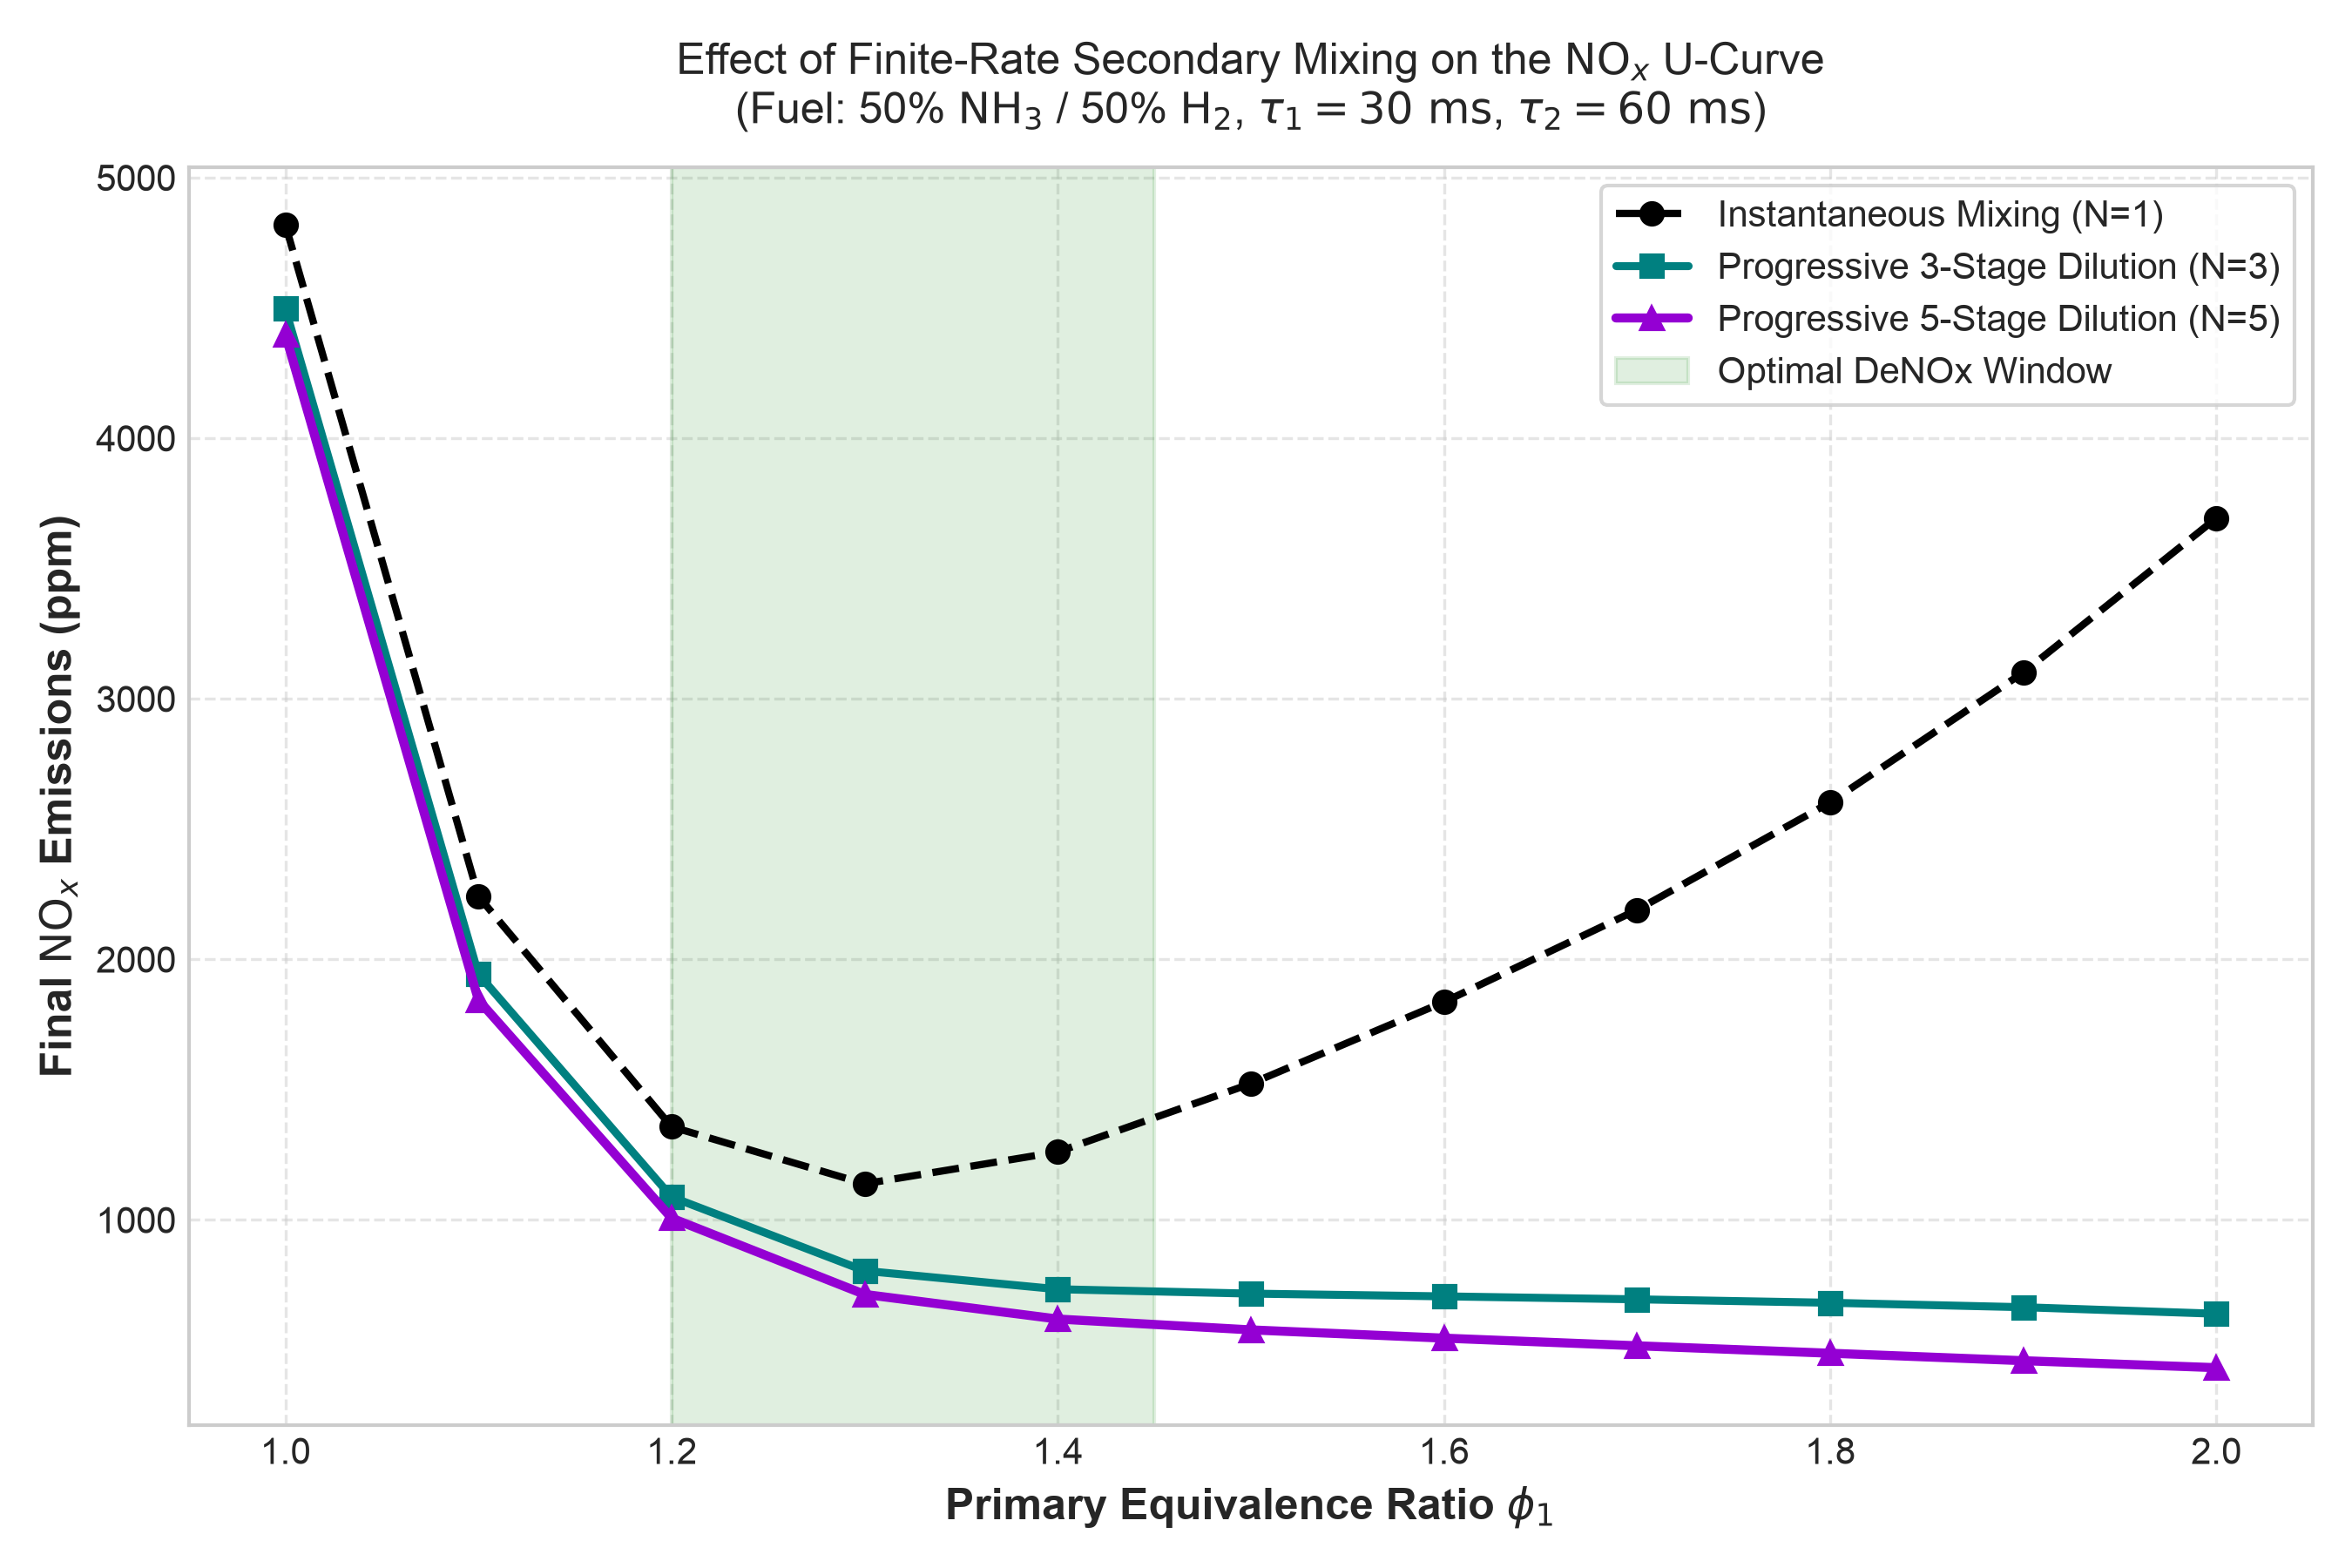 Effect of Finite-Rate Secondary Mixing on the NOₓ U-Curve
(Fuel: 50% NH₃ / 50% H₂, τ₁ = 30 ms, τ₂ = 60 ms)
Instantaneous Mixing (N=1)
Progressive 3-Stage Dilution (N=3)
Progressive 5-Stage Dilution (N=5)
Optimal DeNOx Window
Final NOₓ Emissions (ppm)
5000
4000
3000
2000
1000
1.0 1.2 1.4 1.6 1.8 2.0
Primary Equivalence Ratio ϕ₁